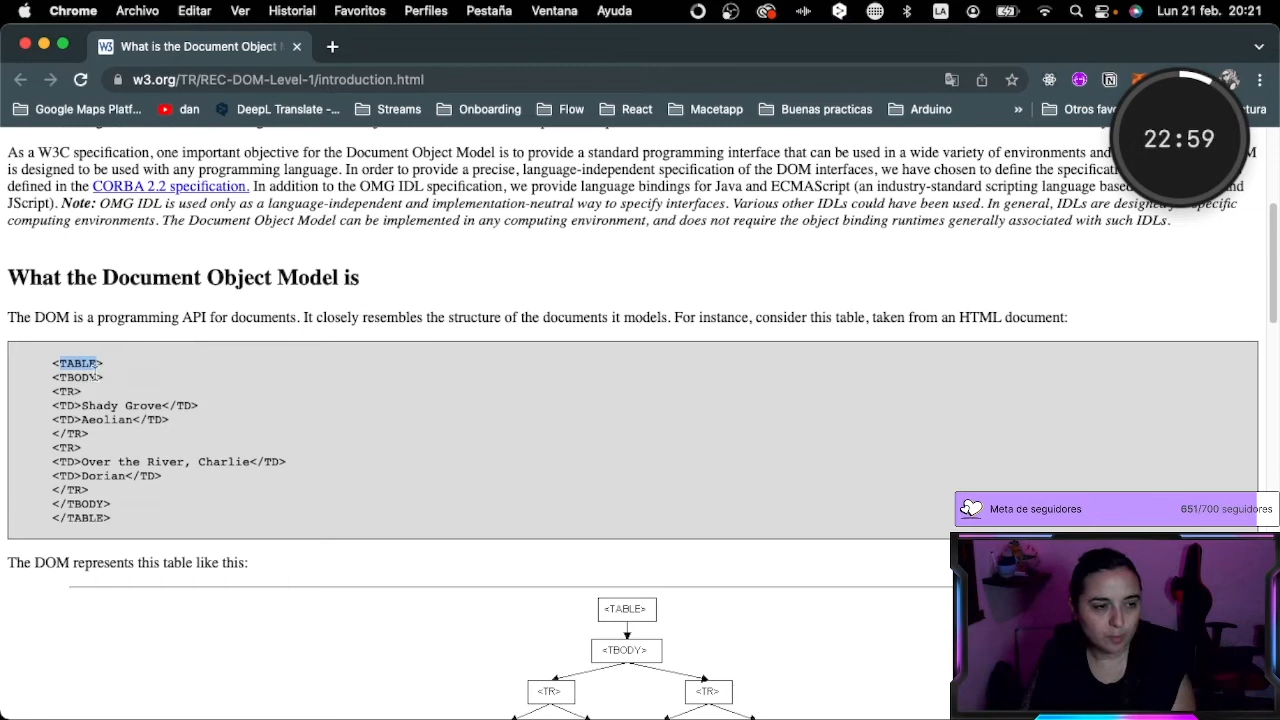 Chrome Archivo Editar Ver Historial Favoritos Perfiles Pestaña Ventana Ayuda LA Lun 21 feb. 20:21
What is the Document Object
w3.org/TR/REC-DOM-Level-1/introduction.html
Google Maps Platf... dan DeepL Translate -... Streams Onboarding Flow React Macetapp Buenas practicas Arduino » Otros fav
22:59
As a W3C specification, one important objective for the Document Object Model is to provide a standard programming interface that can be used in a wide variety of environments and
is designed to be used with any programming language. In order to provide a precise, language-independent specification of the DOM interfaces, we have chosen to define the
defined in the CORBA 2.2 specification. In addition to the OMG IDL specification, we provide language bindings for Java and ECMAScript (an industry-standard scripting language and
JScript). Note: OMG IDL is used only as a language-independent and implementation-neutral way to specify interfaces. Various other IDLs could have been used. In general, IDLs are
computing environments. The Document Object Model can be implemented in any computing environment, and does not require the object binding runtimes generally associated with such IDLs.
What the Document Object Model is
The DOM is a programming API for documents. It closely resembles the structure of the documents it models. For instance, consider this table, taken from an HTML document:
<TABLE>
<TBODY>
<TR>
<TD>Shady Grove</TD>
<TD>Aeolian</TD>
</TR>
<TR>
<TD>Over the River, Charlie</TD>
<TD>Dorian</TD>
</TR>
</TBODY>
</TABLE>
Meta de seguidores 651/700 seguidores
The DOM represents this table like this:
<TABLE>
<TBODY>
<TR> <TR>